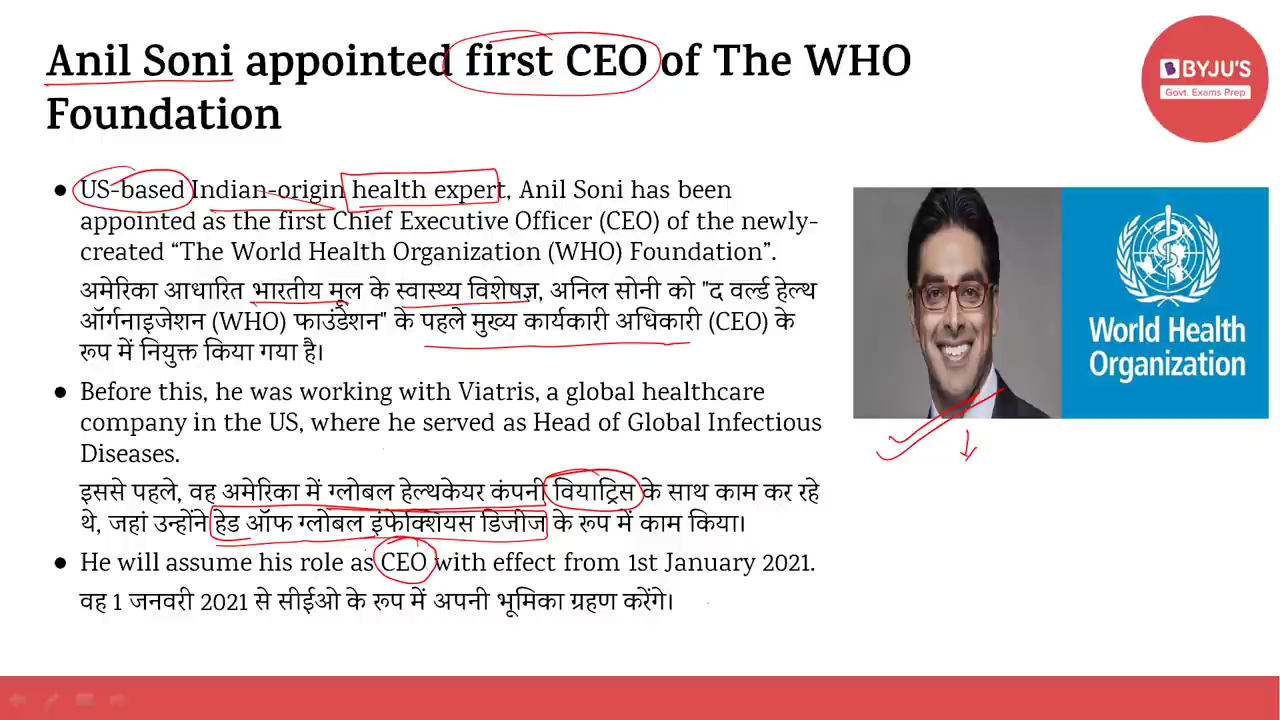 Anil Soni appointed first CEO of The WHO
Foundation
BYJU'S
Govt. Exams Prep
● US-based Indian-origin health expert, Anil Soni has been
appointed as the first Chief Executive Officer (CEO) of the newly-
created “The World Health Organization (WHO) Foundation”.
अमेरिका आधारित भारतीय मूल के स्वास्थ्य विशेषज्ञ, अनिल सोनी को "द वर्ल्ड हेल्थ
ऑर्गनाइजेशन (WHO) फाउंडेशन" के पहले मुख्य कार्यकारी अधिकारी (CEO) के
रूप में नियुक्त किया गया है।
● Before this, he was working with Viatris, a global healthcare
company in the US, where he served as Head of Global Infectious
Diseases.
इससे पहले, वह अमेरिका में ग्लोबल हेल्थकेयर कंपनी वियाट्रिस के साथ काम कर रहे
थे, जहां उन्होंने हेड ऑफ ग्लोबल इंफेक्शियस डिजीज के रूप में काम किया।
● He will assume his role as CEO with effect from 1st January 2021.
वह 1 जनवरी 2021 से सीईओ के रूप में अपनी भूमिका ग्रहण करेंगे।
World Health
Organization